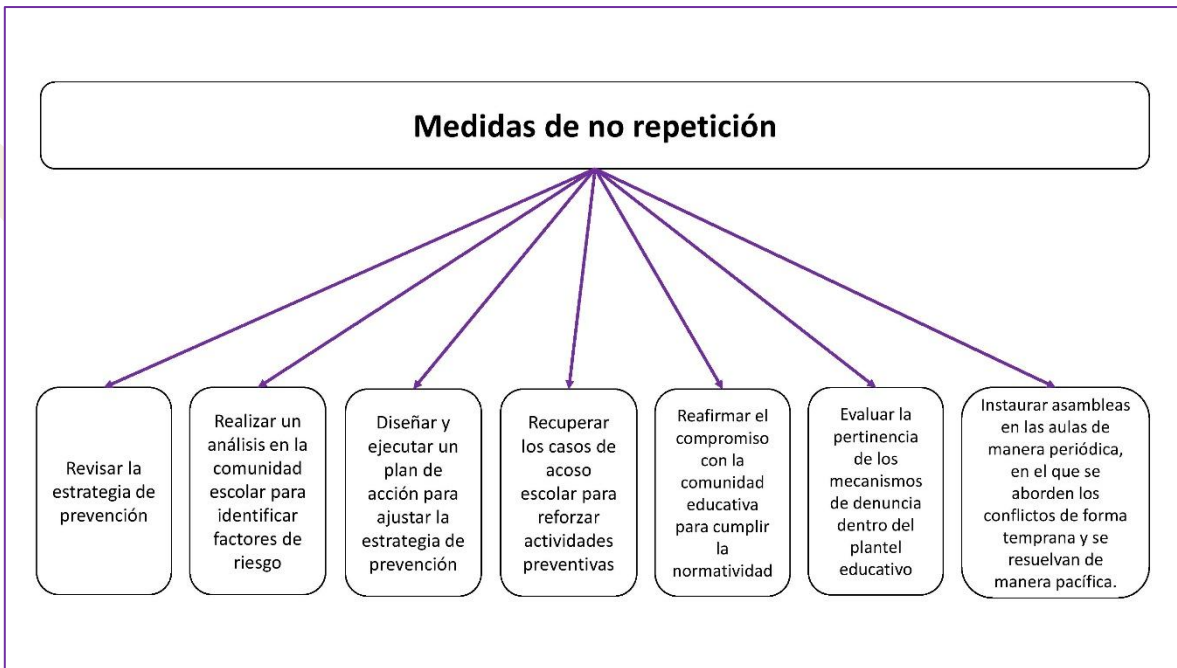 Medidas de no repetición
Revisar la
estrategia de
prevención
Realizar un
análisis en la
comunidad
escolar para
identificar
factores de
riesgo
Diseñar y
ejecutar un
plan de
acción para
ajustar la
estrategia de
prevención
Recuperar
los casos de
acoso
escolar para
reforzar
actividades
preventivas
Reafirmar el
compromiso
con la
comunidad
educativa
para cumplir
la
normatividad
Evaluar la
pertinencia
de los
mecanismos
de denuncia
dentro del
plantel
educativo
Instaurar asambleas
en las aulas de
manera periódica,
en el que se
aborden los
conflictos de forma
temprana y se
resuelvan de
manera pacífica.